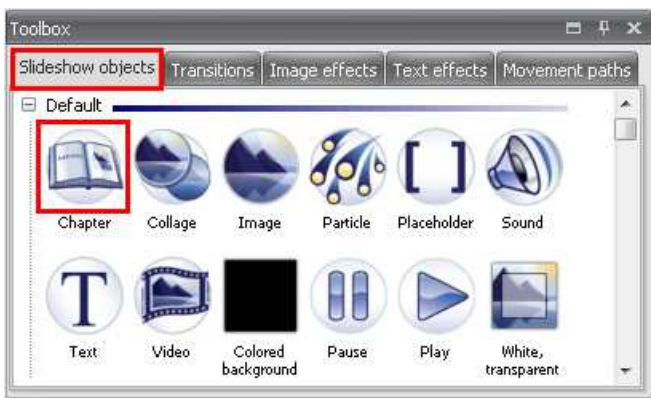 Toolbox
Slideshow objects Transitions Image effects Text effects Movement paths
Default
Chapter Collage Image Particle Placeholder Sound
T
Text Video Colored background Pause Play White, transparent